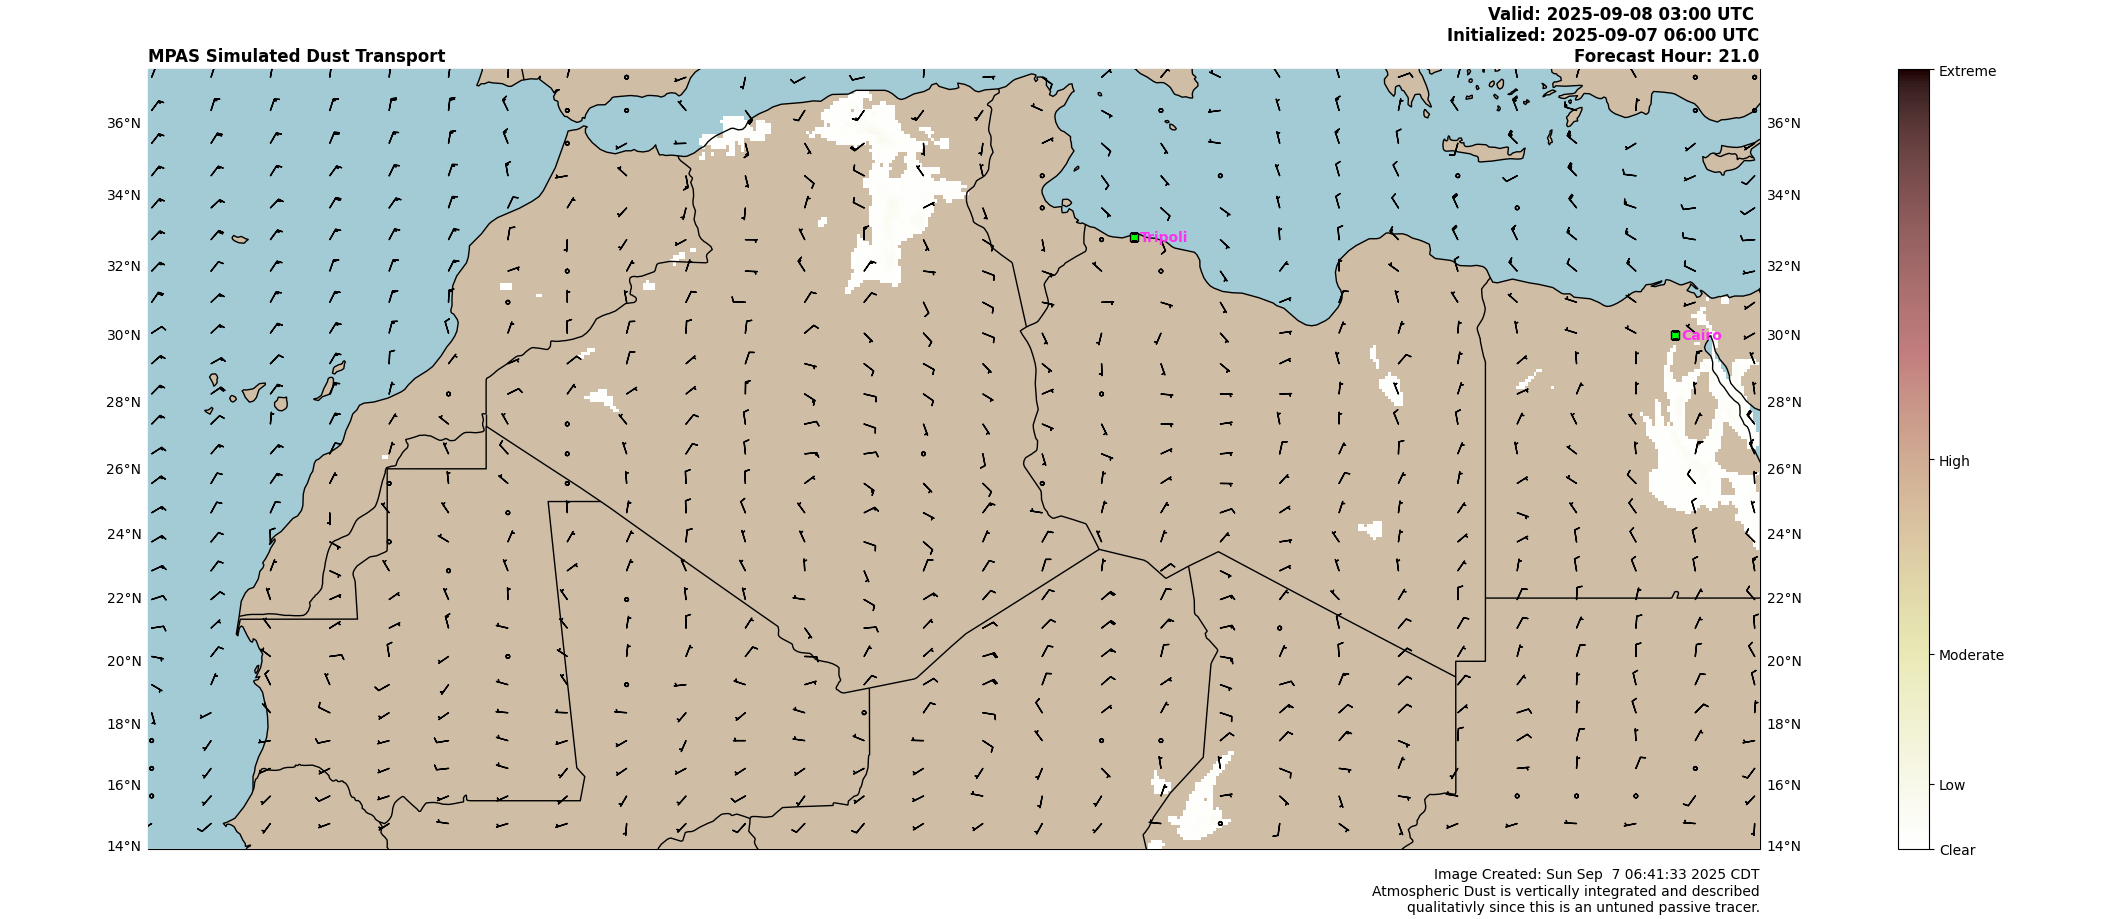 Valid: 2025-09-08 03:00 UTC
Initialized: 2025-09-07 06:00 UTC
MPAS Simulated Dust Transport
Forecast Hour: 21.0
Extreme
36°N
36°N
34°N
34°N
Tripoli
32°N
32°N
30°N
Cairo
30°N
28°N
28°N
26°N
26°N
High
24°N
24°N
22°N
22°N
20°N
20°N
Moderate
18°N
18°N
16°N
16°N
Low
14°N
14°N
Clear
Image Created: Sun Sep  7 06:41:33 2025 CDT
Atmospheric Dust is vertically integrated and described
qualitativly since this is an untuned passive tracer.